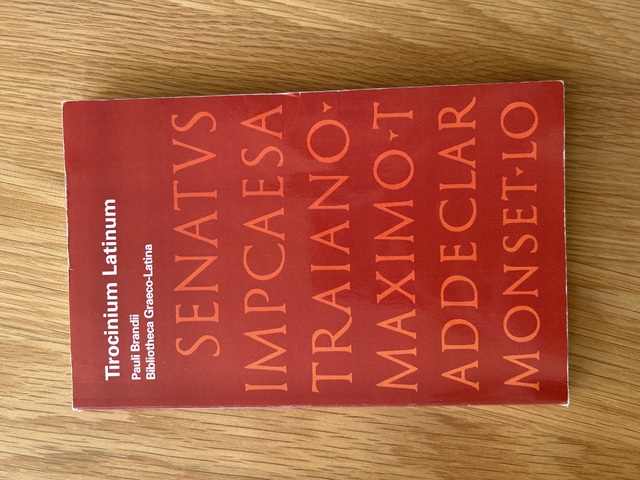 Tirocinium Latinum
Pauli Brandii
Bibliotheca Graeco-Latina
SENATVS
IMPCAESA
TRAIANO·
MAXIMO·T
ADDECLAR
MONSET·LO